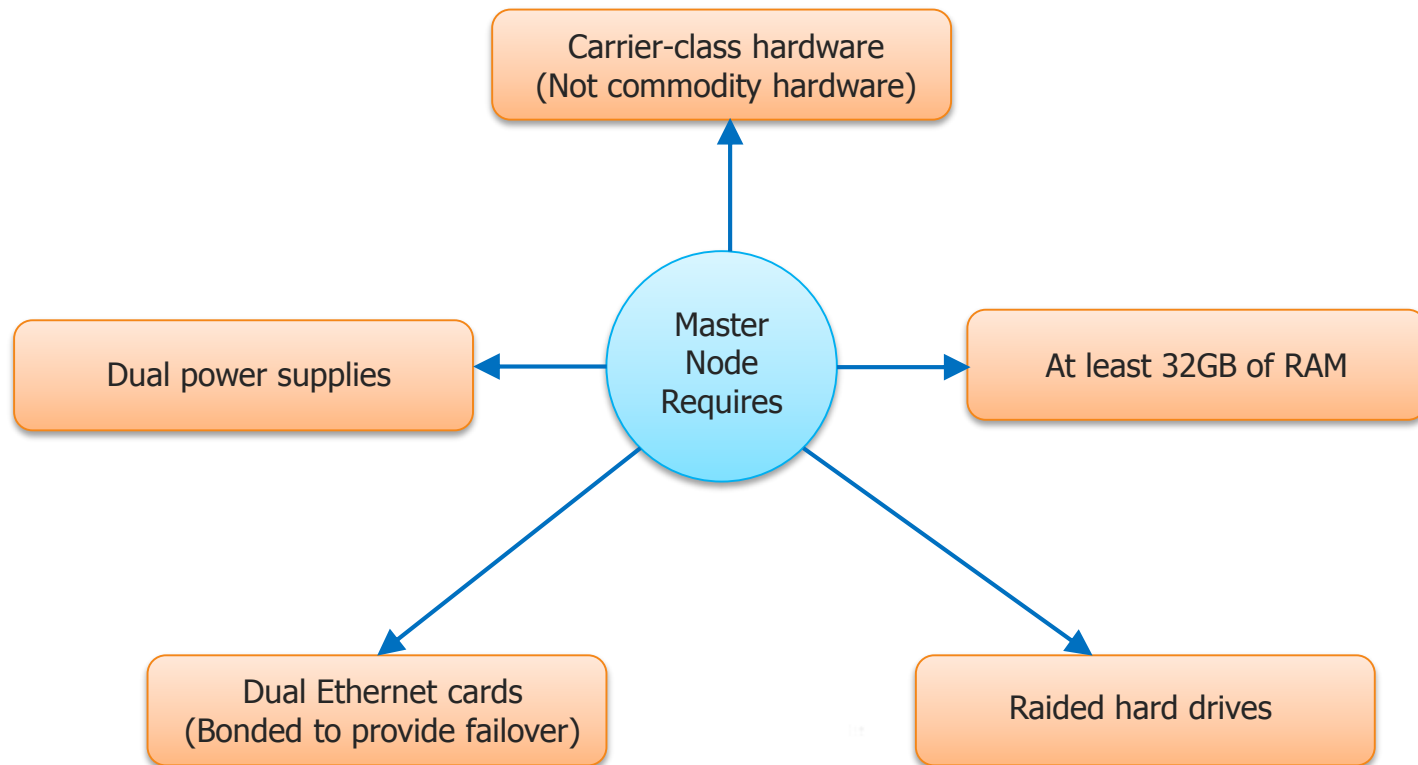 Carrier-class hardware
(Not commodity hardware)
Master
Node
Requires
Dual power supplies
At least 32GB of RAM
Dual Ethernet cards
(Bonded to provide failover)
Raided hard drives